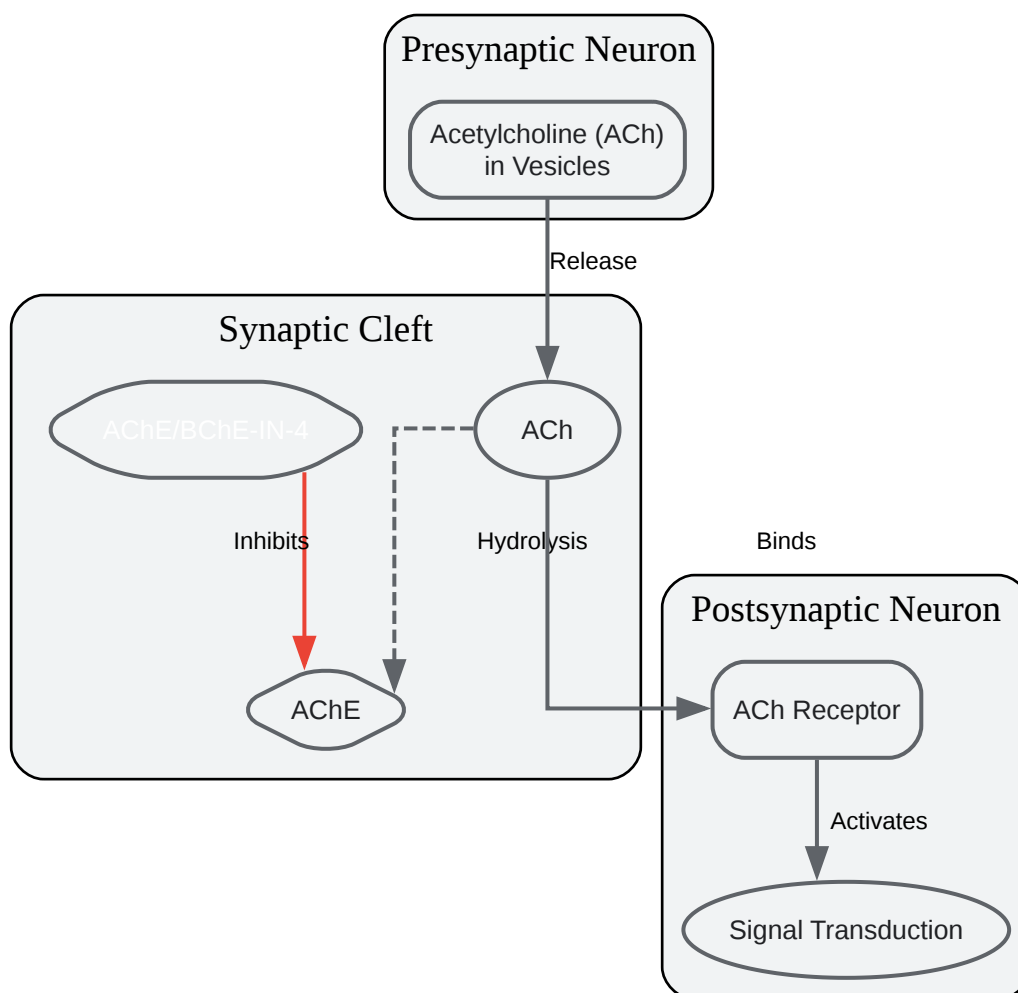 Presynaptic Neuron
Acetylcholine (ACh)
in Vesicles
Release
Synaptic Cleft
AChE/BChE-IN-4
ACh
Inhibits
Hydrolysis
Binds
AChE
Postsynaptic Neuron
ACh Receptor
Activates
Signal Transduction